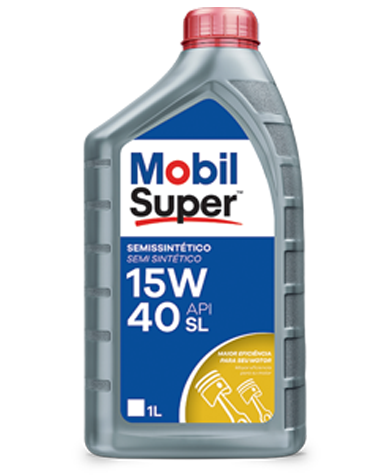 Mobil
Super™
SEMISSINTÉTICO
SEMI SINTÉTICO
15W
40 API
SL
MAIOR EFICIÊNCIA
PARA SEU MOTOR
1L